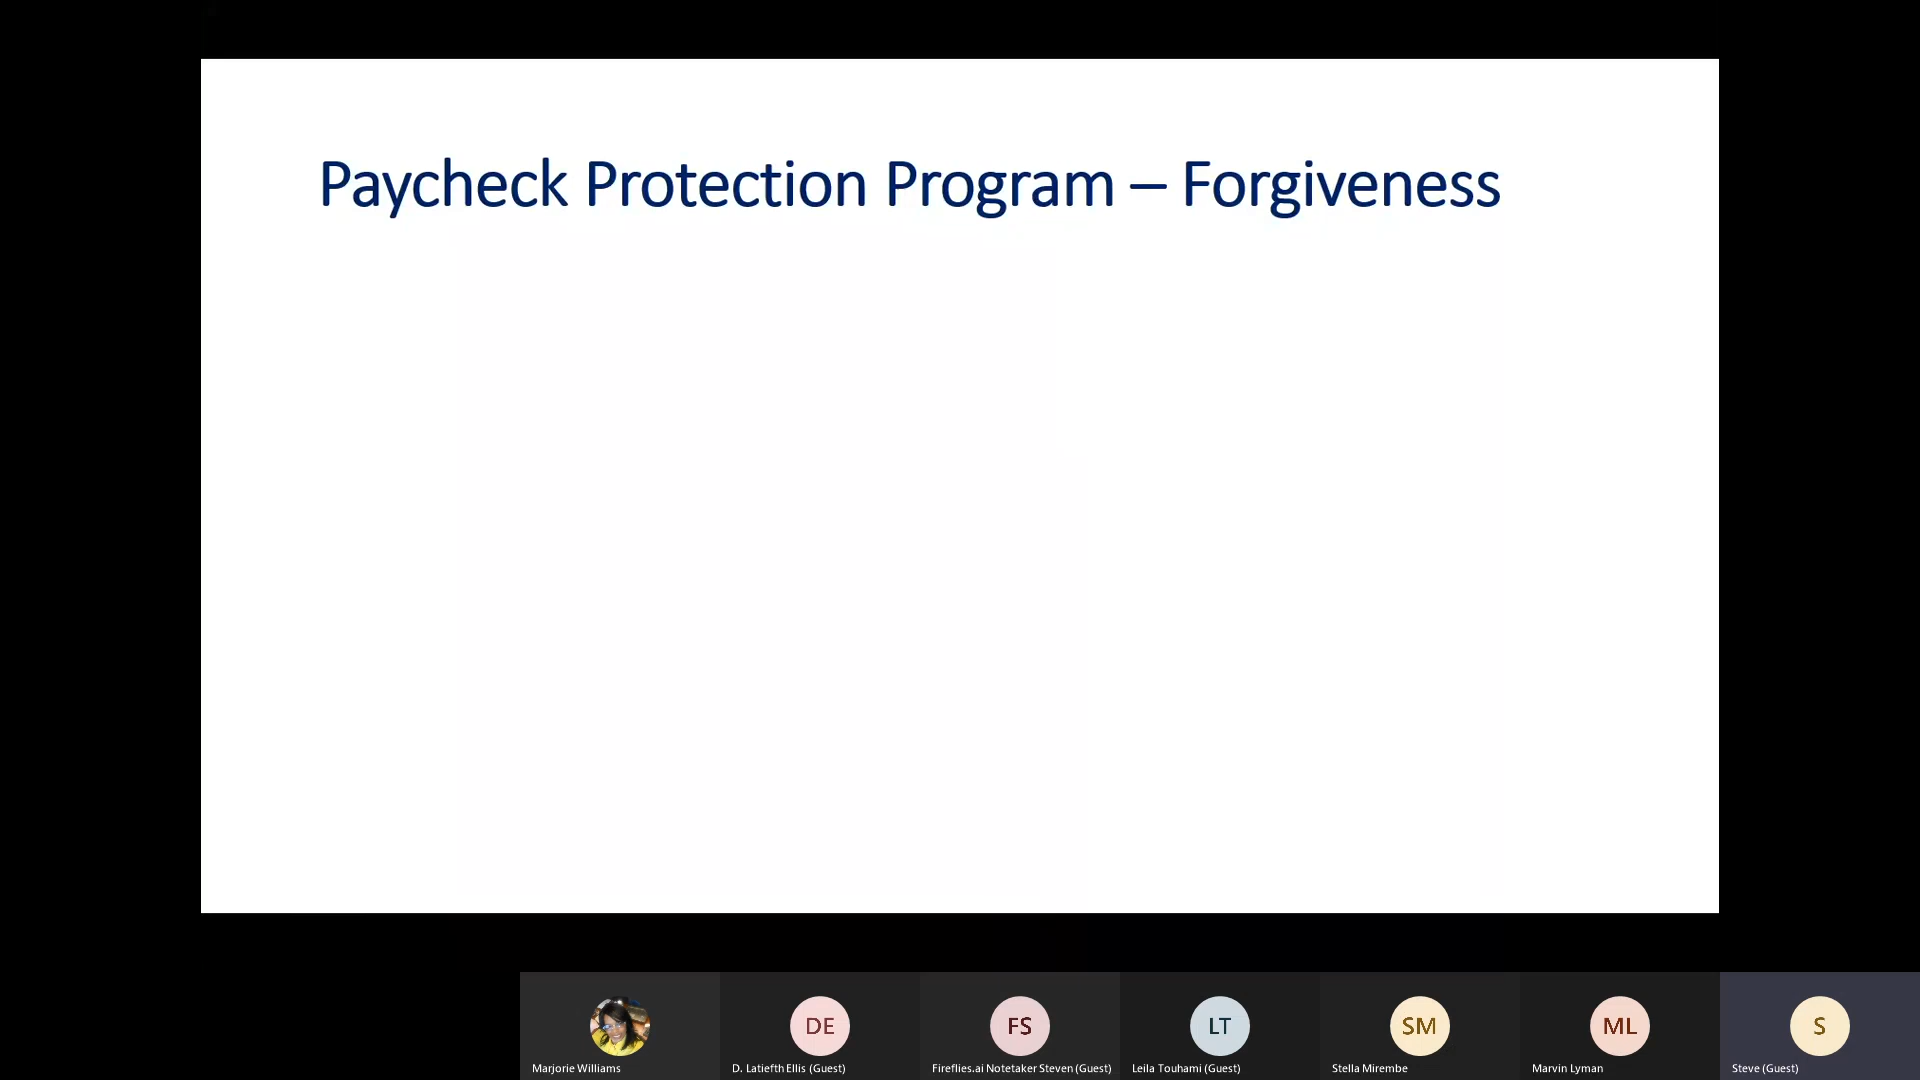 Paycheck Protection Program – Forgiveness
DE
FS
LT
SM
ML
S
Marjorie Williams
D. Latiefth Ellis (Guest)
Fireflies.ai Notetaker Steven (Guest)
Leila Touhami (Guest)
Stella Mirembe
Marvin Lyman
Steve (Guest)